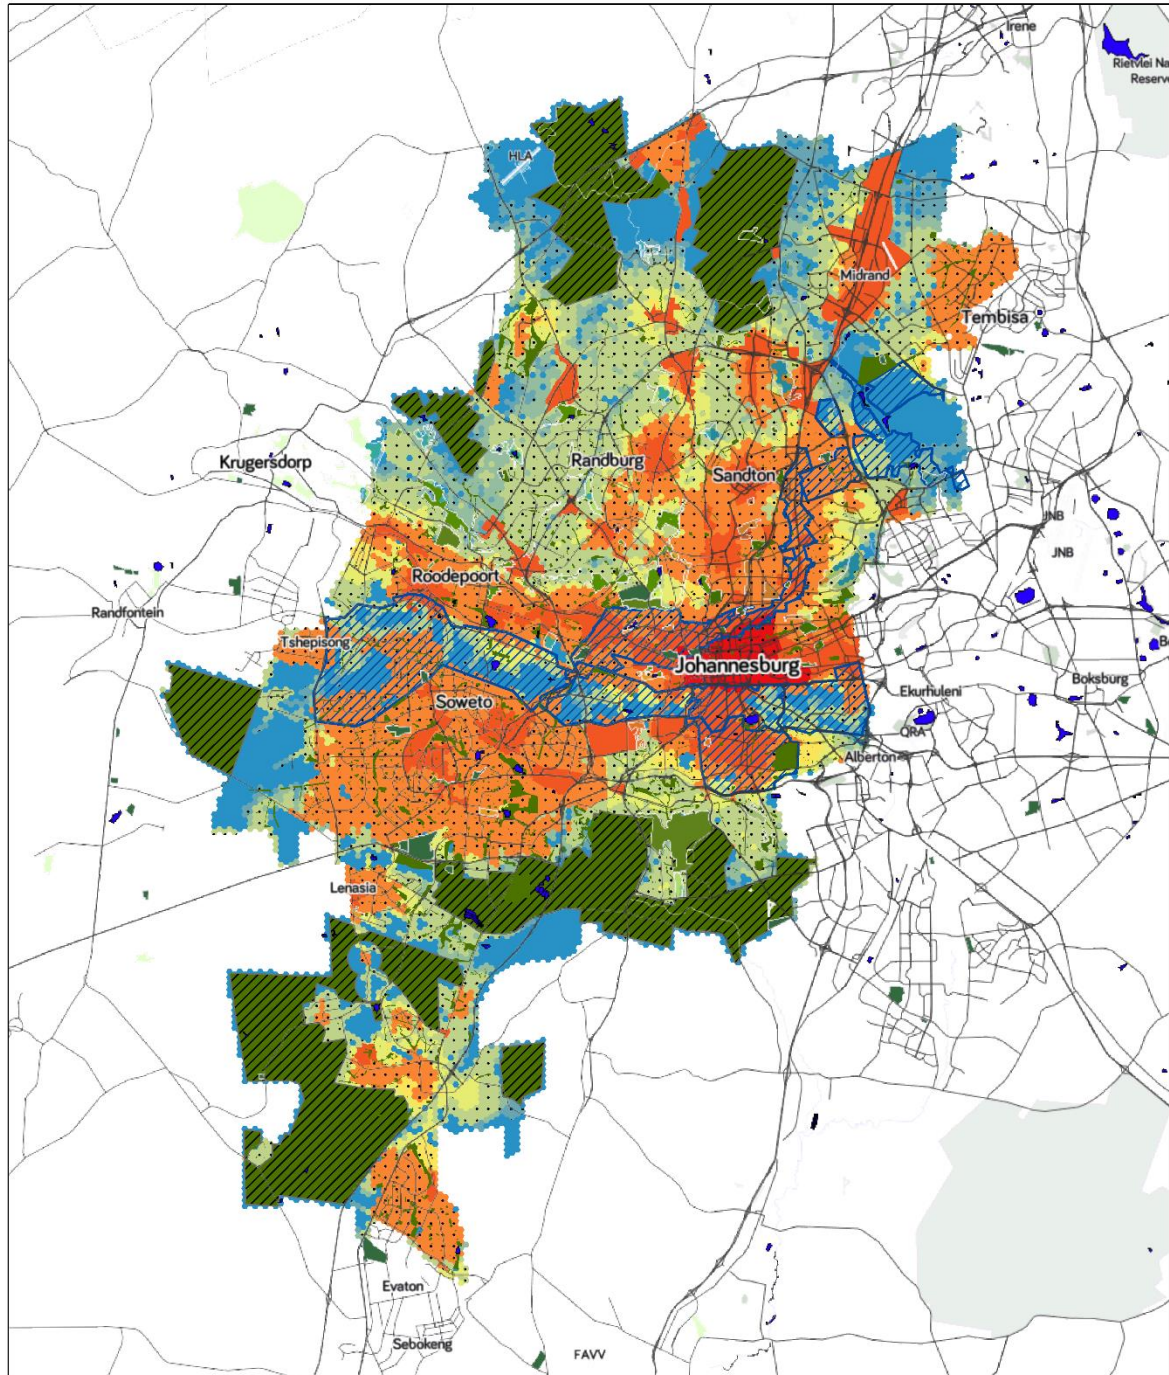 Irene
Rietvlei Na
Reserve
HLA
Midrand
Tembisa
Krugersdorp
Randburg
Sandton
JNB
JNB
Roodepoort
Randfontein
Tshepisong
Johannesburg
Soweto
Ekurhuleni
Boksburg
QRA
Alberton
Lenasia
Evaton
Sebokeng
FAVV